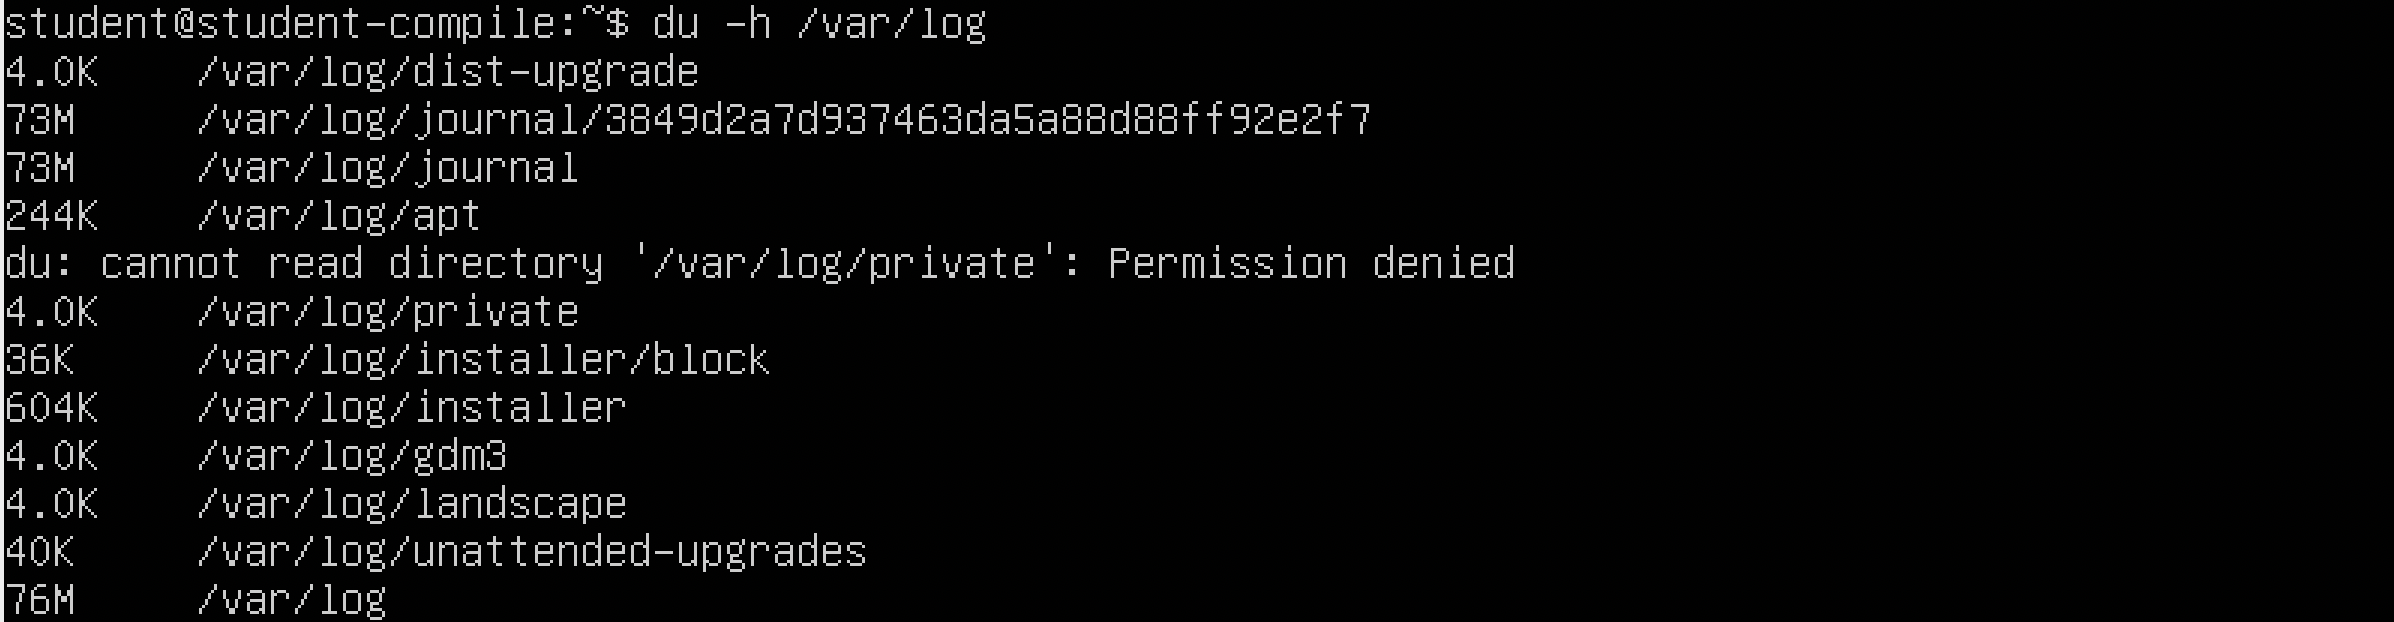 student@student-compile:~$ du -h /var/log
4.0K    /var/log/dist-upgrade
73M     /var/log/journal/3849d2a7d937463da5a88d88ff92e2f7
73M     /var/log/journal
244K    /var/log/apt
du: cannot read directory '/var/log/private': Permission denied
4.0K    /var/log/private
36K     /var/log/installer/block
604K    /var/log/installer
4.0K    /var/log/gdm3
4.0K    /var/log/landscape
40K     /var/log/unattended-upgrades
76M     /var/log